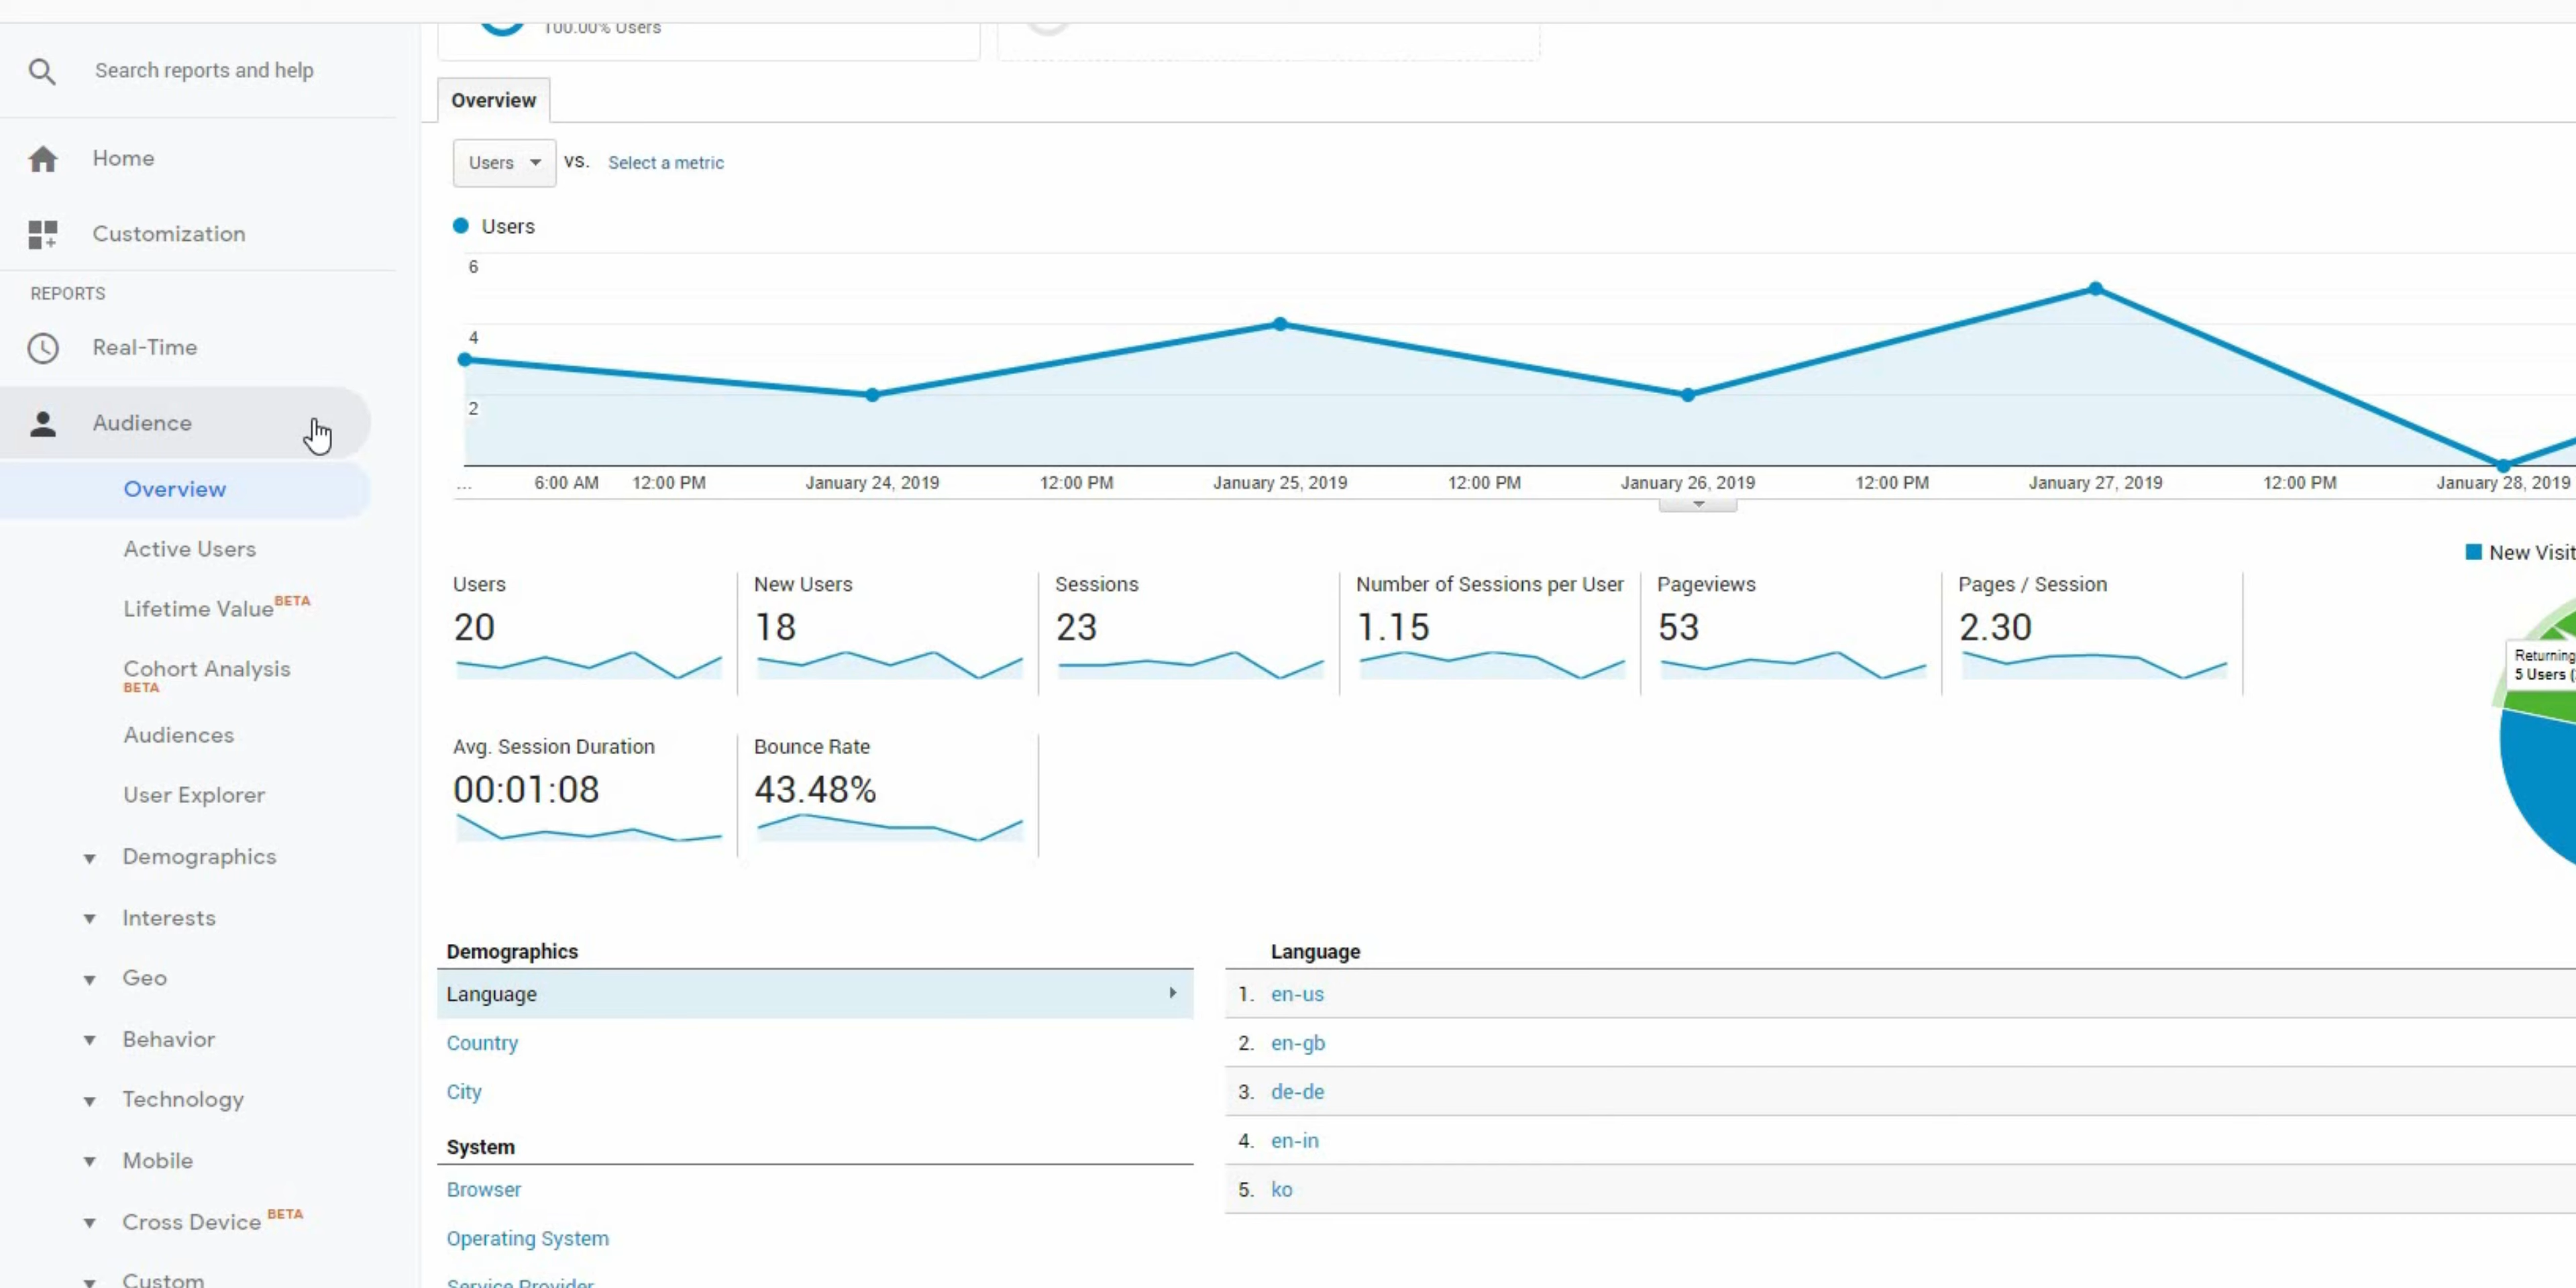 100.00% Users
Search reports and help
Home
Customization
REPORTS
Real-Time
Audience
Overview
Active Users
Lifetime Value BETA
Cohort Analysis
BETA
Audiences
User Explorer
Demographics
Interests
Geo
Behavior
Technology
Mobile
Cross Device BETA
Custom
Overview
Users vs. Select a metric
Users
6
4
2
... 6:00 AM 12:00 PM January 24, 2019 12:00 PM January 25, 2019 12:00 PM January 26, 2019 12:00 PM January 27, 2019 12:00 PM January 28, 2019
New Visit
Users New Users Sessions Number of Sessions per User Pageviews Pages / Session
20 18 23 1.15 53 2.30
Returning
5 Users (
Avg. Session Duration Bounce Rate
00:01:08 43.48%
Demographics
Language
Country
City
System
Browser
Operating System
Service Provider
Language
1. en-us
2. en-gb
3. de-de
4. en-in
5. ko